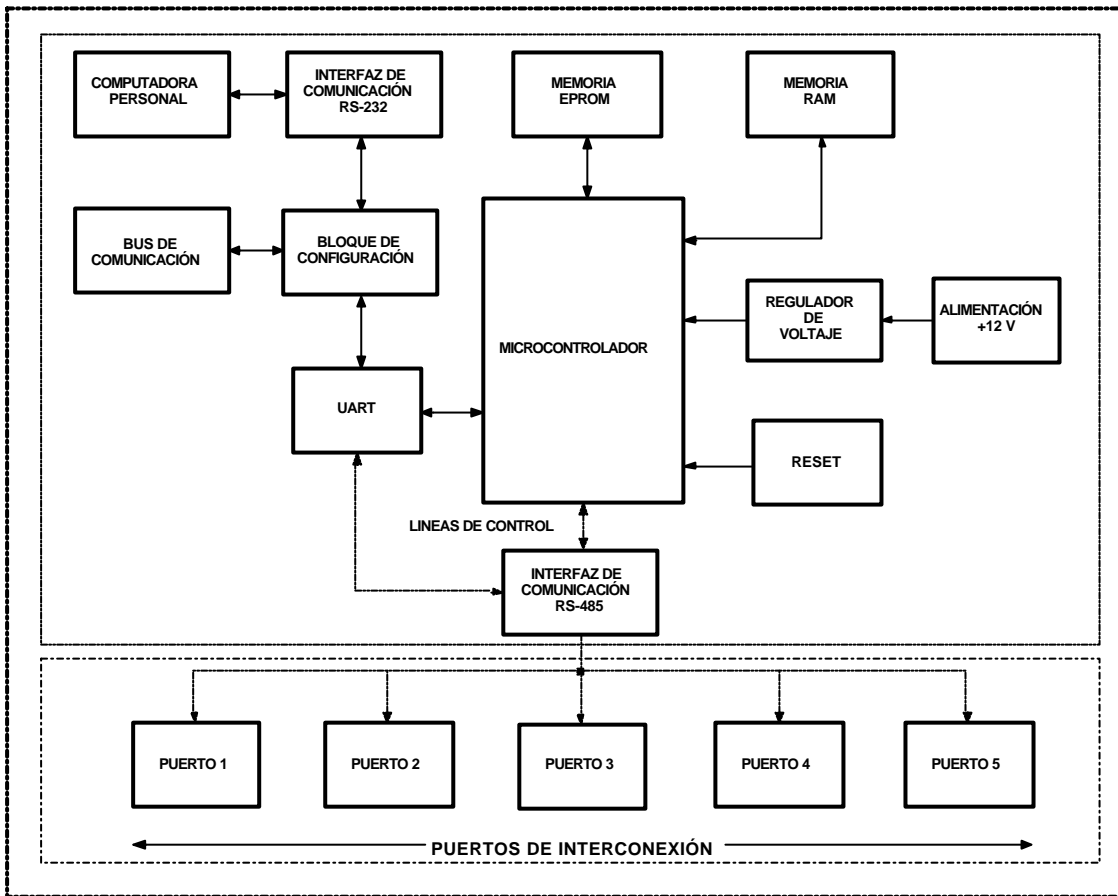 COMPUTADORA
PERSONAL
INTERFAZ DE
COMUNICACIÓN
RS-232
MEMORIA
EPROM
MEMORIA
RAM
BUS DE
COMUNICACIÓN
BLOQUE DE
CONFIGURACIÓN
MICROCONTROLADOR
REGULADOR
DE
VOLTAJE
ALIMENTACIÓN
+12 V
UART
RESET
LINEAS DE CONTROL
INTERFAZ DE
COMUNICACIÓN
RS-485
PUERTO 1
PUERTO 2
PUERTO 3
PUERTO 4
PUERTO 5
PUERTOS DE INTERCONEXIÓN